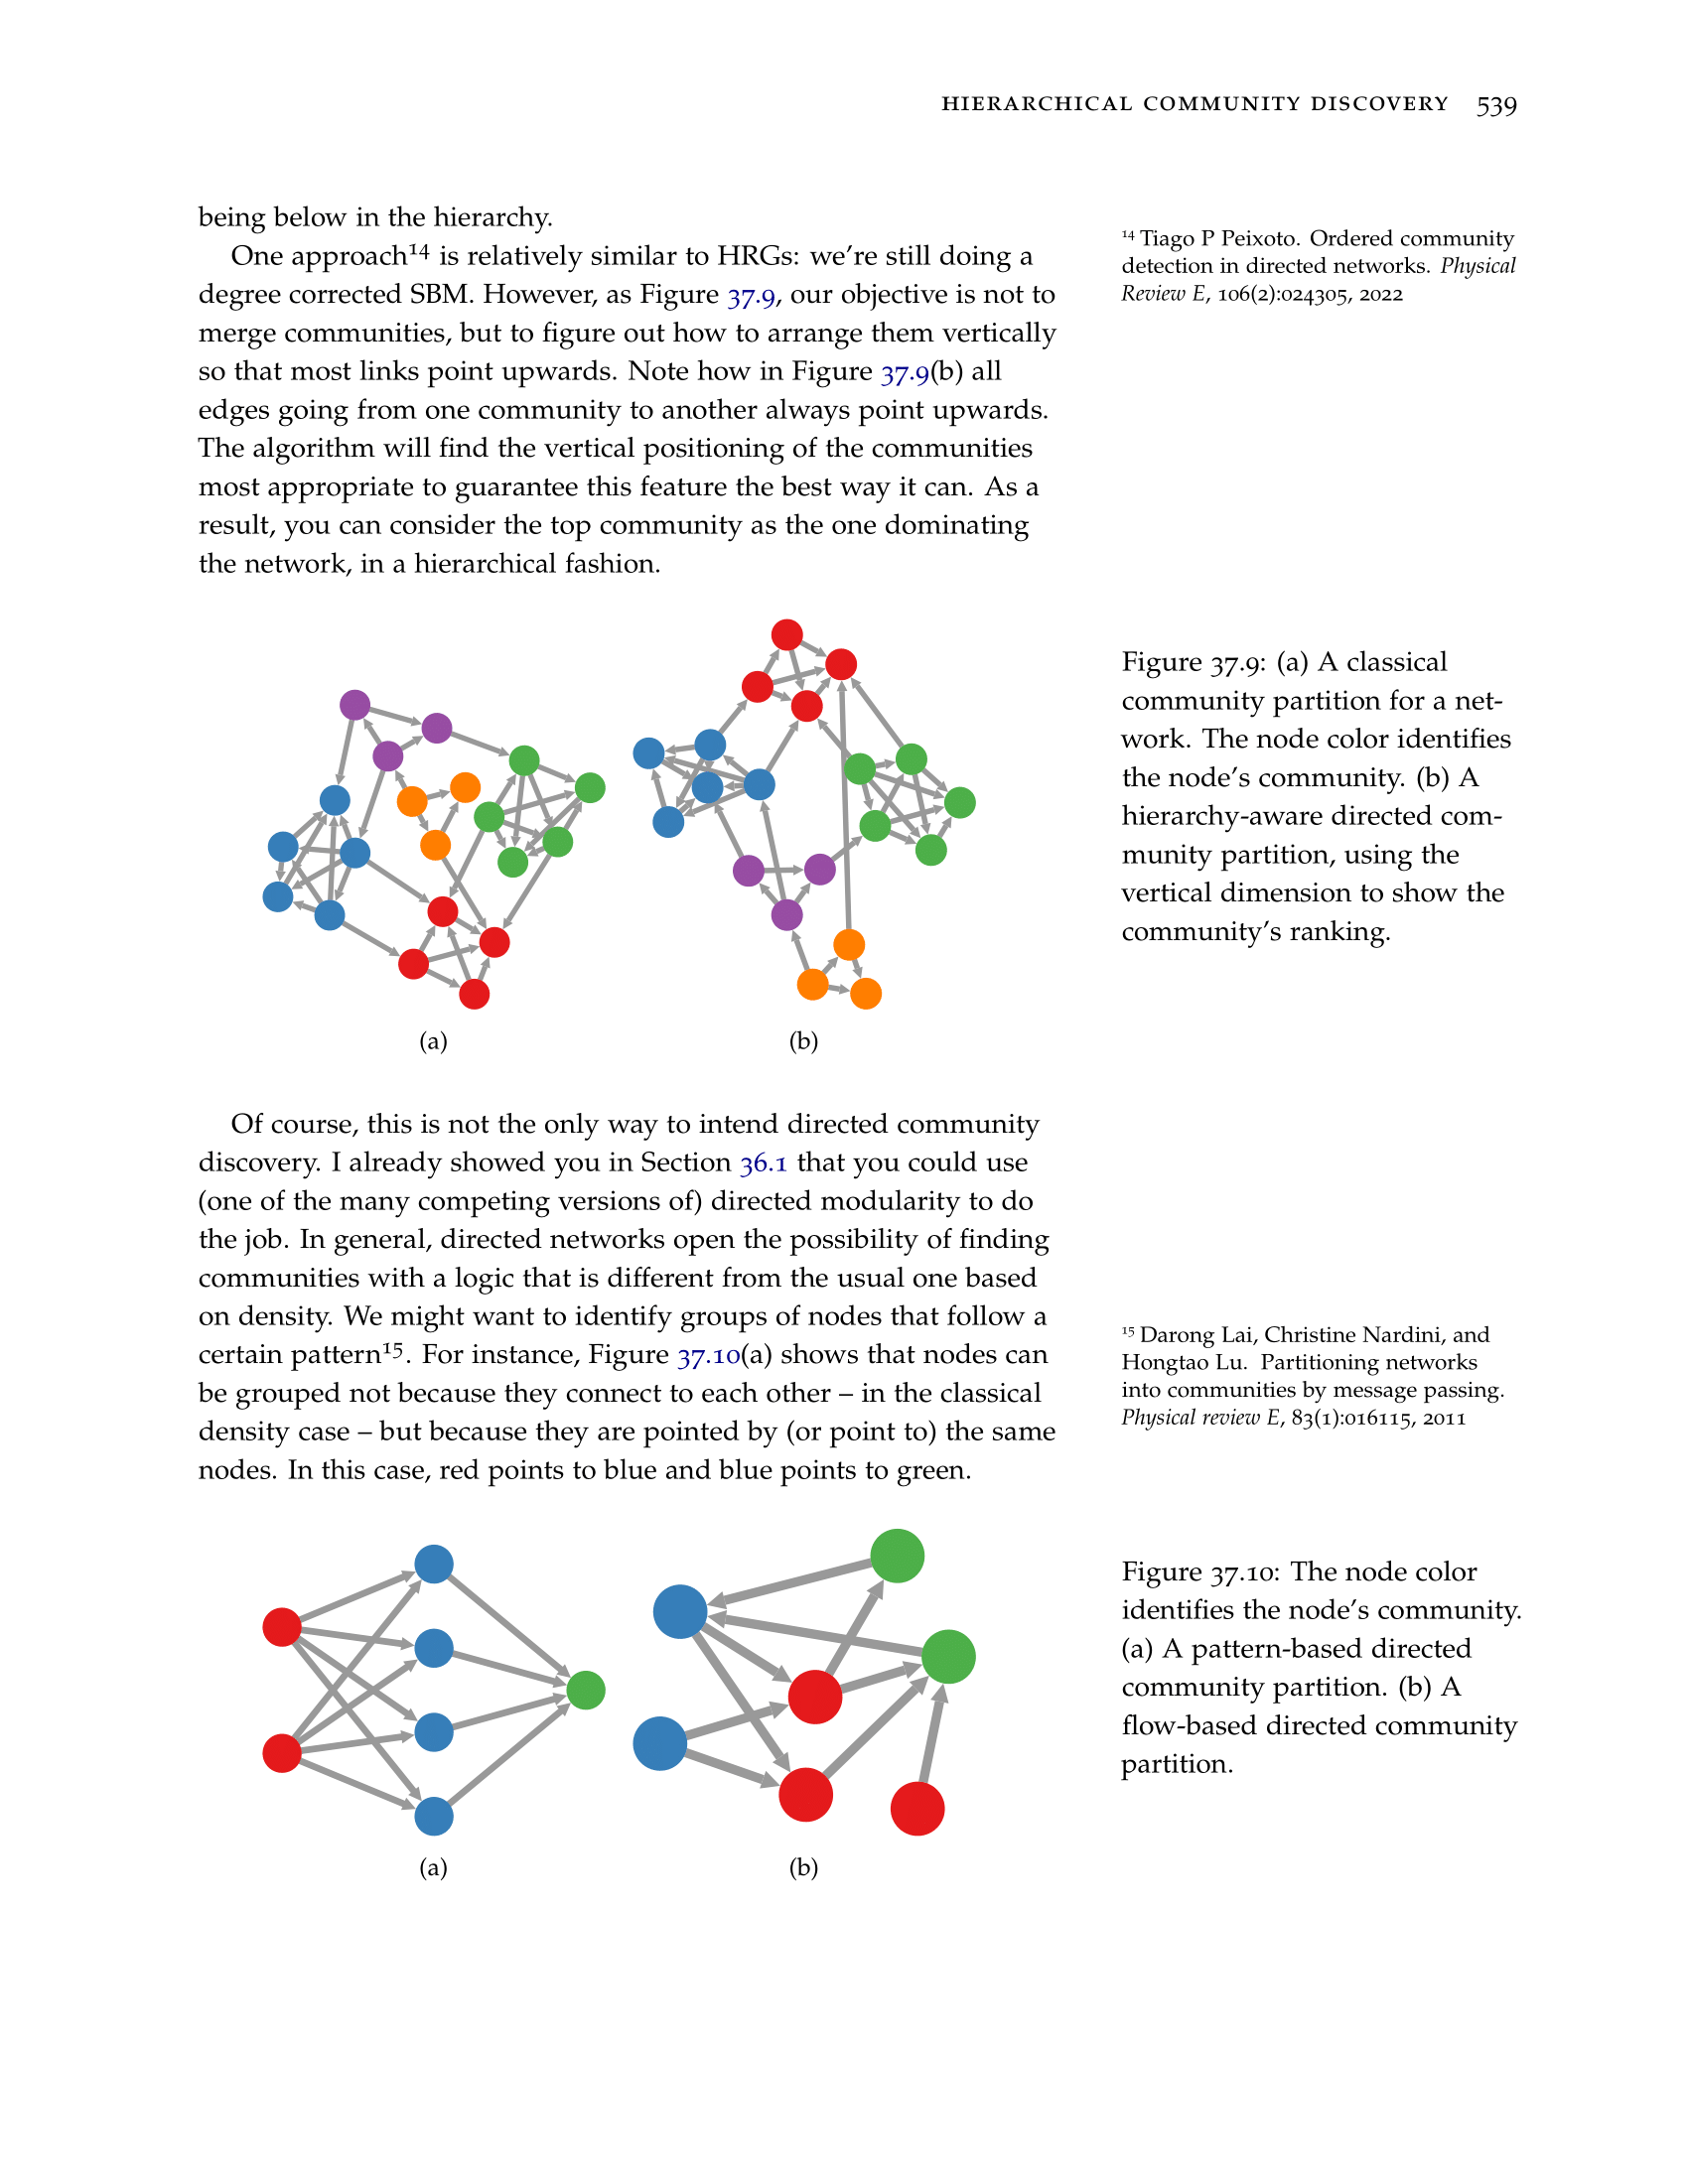 HIERARCHICAL COMMUNITY DISCOVERY 539
being below in the hierarchy.
One approach¹⁴ is relatively similar to HRGs: we're still doing a
degree corrected SBM. However, as Figure 37.9, our objective is not to
merge communities, but to figure out how to arrange them vertically
so that most links point upwards. Note how in Figure 37.9(b) all
edges going from one community to another always point upwards.
The algorithm will find the vertical positioning of the communities
most appropriate to guarantee this feature the best way it can. As a
result, you can consider the top community as the one dominating
the network, in a hierarchical fashion.
¹⁴ Tiago P Peixoto. Ordered community
detection in directed networks. Physical
Review E, 106(2):024305, 2022
(a)
(b)
Figure 37.9: (a) A classical
community partition for a net-
work. The node color identifies
the node's community. (b) A
hierarchy-aware directed com-
munity partition, using the
vertical dimension to show the
community's ranking.
Of course, this is not the only way to intend directed community
discovery. I already showed you in Section 36.1 that you could use
(one of the many competing versions of) directed modularity to do
the job. In general, directed networks open the possibility of finding
communities with a logic that is different from the usual one based
on density. We might want to identify groups of nodes that follow a
certain pattern¹⁵. For instance, Figure 37.10(a) shows that nodes can
be grouped not because they connect to each other – in the classical
density case – but because they are pointed by (or point to) the same
nodes. In this case, red points to blue and blue points to green.
¹⁵ Darong Lai, Christine Nardini, and
Hongtao Lu. Partitioning networks
into communities by message passing.
Physical review E, 83(1):016115, 2011
(a)
(b)
Figure 37.10: The node color
identifies the node's community.
(a) A pattern-based directed
community partition. (b) A
flow-based directed community
partition.